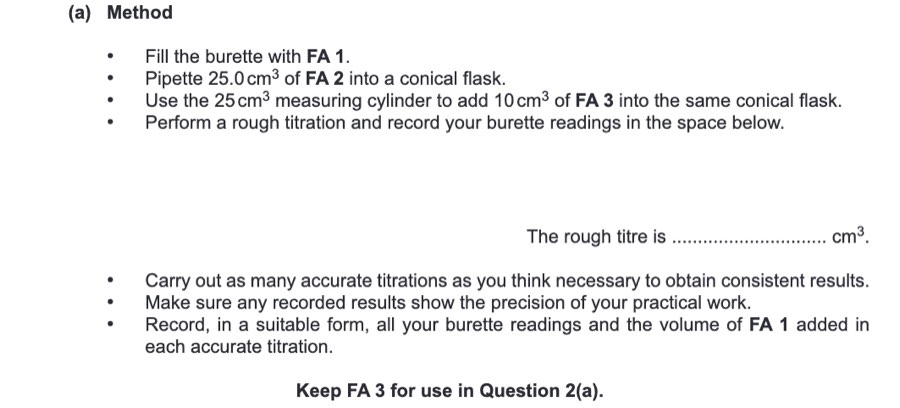 (a) Method
• Fill the burette with FA 1.
• Pipette 25.0 cm³ of FA 2 into a conical flask.
• Use the 25 cm³ measuring cylinder to add 10 cm³ of FA 3 into the same conical flask.
• Perform a rough titration and record your burette readings in the space below.
The rough titre is .............................. cm³.
• Carry out as many accurate titrations as you think necessary to obtain consistent results.
• Make sure any recorded results show the precision of your practical work.
• Record, in a suitable form, all your burette readings and the volume of FA 1 added in
each accurate titration.
Keep FA 3 for use in Question 2(a).